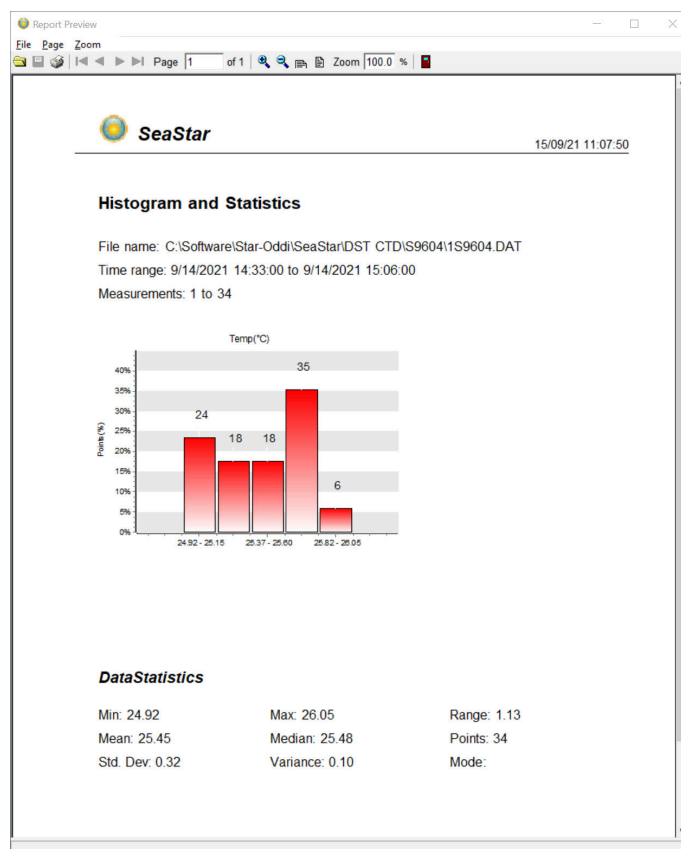 Report Preview
File Page Zoom
Page 1 of 1 Zoom 100.0 %
SeaStar
15/09/21 11:07:50
Histogram and Statistics
File name: C:\Software\Star-Oddi\SeaStar\DST CTD\S9604\1S9604.DAT
Time range: 9/14/2021 14:33:00 to 9/14/2021 15:06:00
Measurements: 1 to 34
Temp(°C)
Points(%)
40%
35%
30%
25%
20%
15%
10%
5%
0%
24
18
18
35
6
24.92 - 25.15
25.37 - 25.60
25.82 - 26.05
DataStatistics
Min: 24.92 Max: 26.05 Range: 1.13
Mean: 25.45 Median: 25.48 Points: 34
Std. Dev: 0.32 Variance: 0.10 Mode: